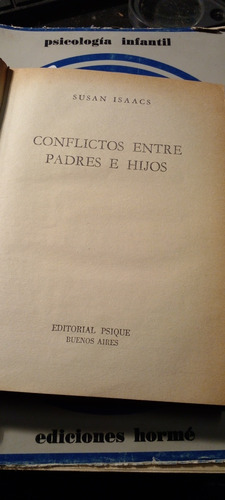 psicología infantil
SUSAN ISAACS
CONFLICTOS ENTRE
PADRES E HIJOS
EDITORIAL PSIQUE
BUENOS AIRES
ediciones hormé